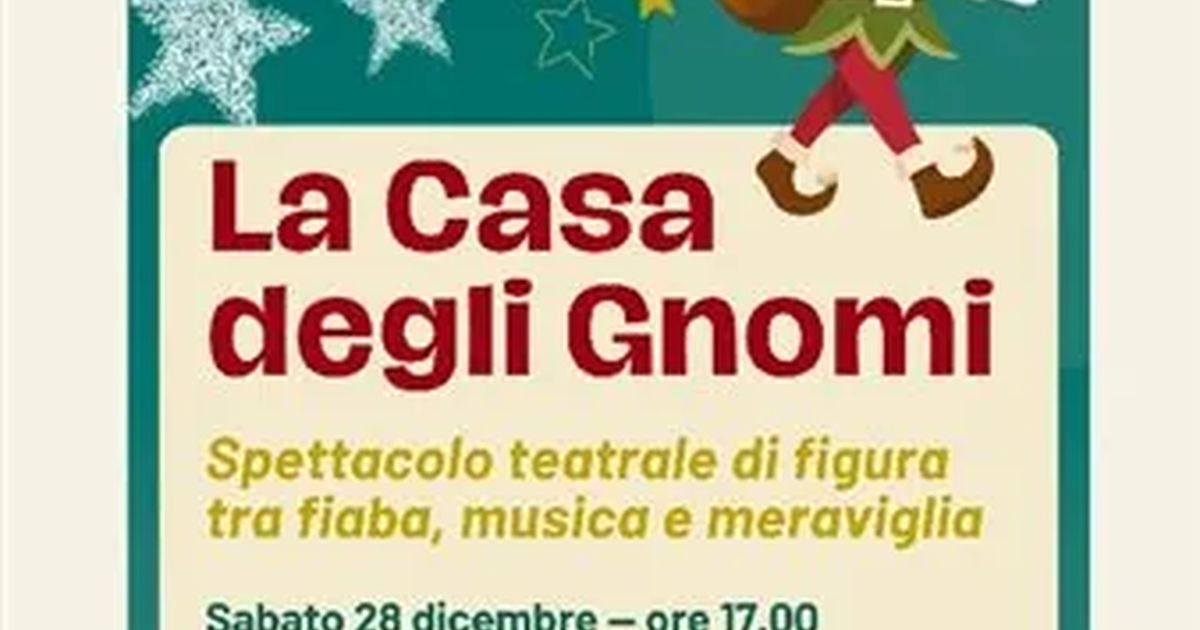 La Casa
degli Gnomi
Spettacolo teatrale di figura
tra fiaba, musica e meraviglia
Sabato 28 dicembre – ore 17.00